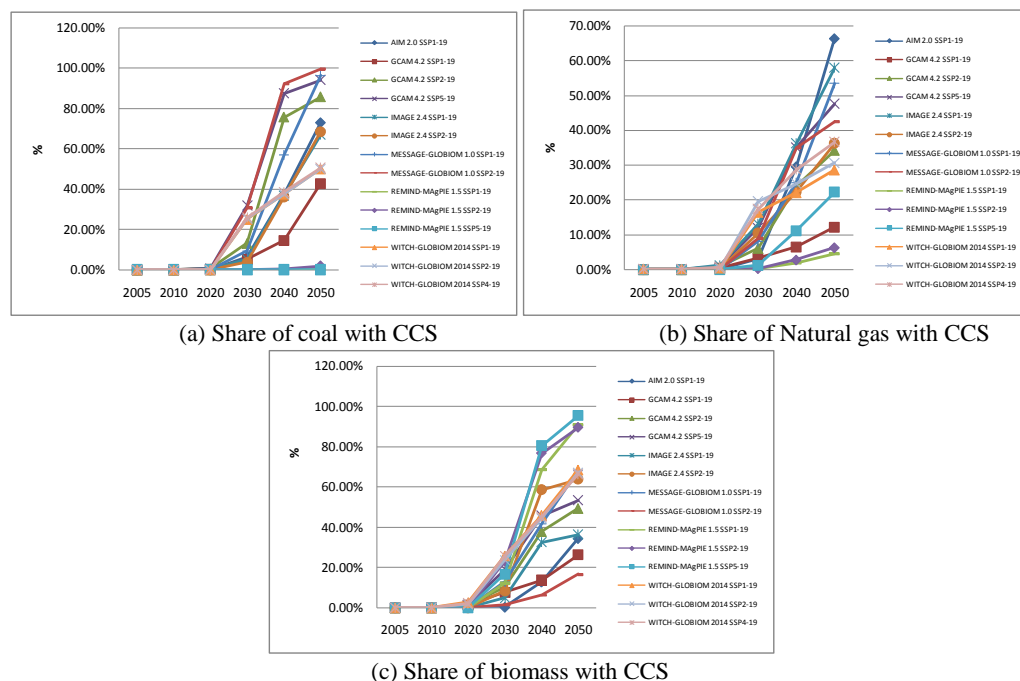 120.00%
100.00%
80.00%
60.00%
40.00%
20.00%
0.00%
%
2005 2010 2020 2030 2040 2050
AIM 2.0 SSP1-19
GCAM 4.2 SSP1-19
GCAM 4.2 SSP2-19
GCAM 4.2 SSP5-19
IMAGE 2.4 SSP1-19
IMAGE 2.4 SSP2-19
MESSAGE-GLOBIOM 1.0 SSP1-19
MESSAGE-GLOBIOM 1.0 SSP2-19
REMIND-MAgPIE 1.5 SSP1-19
REMIND-MAgPIE 1.5 SSP2-19
REMIND-MAgPIE 1.5 SSP5-19
WITCH-GLOBIOM 2014 SSP1-19
WITCH-GLOBIOM 2014 SSP2-19
WITCH-GLOBIOM 2014 SSP4-19
(a) Share of coal with CCS
70.00%
60.00%
50.00%
40.00%
30.00%
20.00%
10.00%
0.00%
%
2005 2010 2020 2030 2040 2050
AIM 2.0 SSP1-19
GCAM 4.2 SSP1-19
GCAM 4.2 SSP2-19
GCAM 4.2 SSP5-19
IMAGE 2.4 SSP1-19
IMAGE 2.4 SSP2-19
MESSAGE-GLOBIOM 1.0 SSP1-19
MESSAGE-GLOBIOM 1.0 SSP2-19
REMIND-MAgPIE 1.5 SSP1-19
REMIND-MAgPIE 1.5 SSP2-19
REMIND-MAgPIE 1.5 SSP5-19
WITCH-GLOBIOM 2014 SSP1-19
WITCH-GLOBIOM 2014 SSP2-19
WITCH-GLOBIOM 2014 SSP4-19
(b) Share of Natural gas with CCS
120.00%
100.00%
80.00%
60.00%
40.00%
20.00%
0.00%
%
2005 2010 2020 2030 2040 2050
AIM 2.0 SSP1-19
GCAM 4.2 SSP1-19
GCAM 4.2 SSP2-19
GCAM 4.2 SSP5-19
IMAGE 2.4 SSP1-19
IMAGE 2.4 SSP2-19
MESSAGE-GLOBIOM 1.0 SSP1-19
MESSAGE-GLOBIOM 1.0 SSP2-19
REMIND-MAgPIE 1.5 SSP1-19
REMIND-MAgPIE 1.5 SSP2-19
REMIND-MAgPIE 1.5 SSP5-19
WITCH-GLOBIOM 2014 SSP1-19
WITCH-GLOBIOM 2014 SSP2-19
WITCH-GLOBIOM 2014 SSP4-19
(c) Share of biomass with CCS